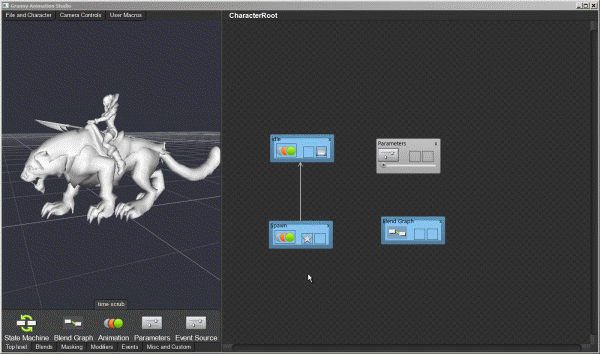 Granny Animation Studio
File and Character Camera Controls User Macros
CharacterRoot
Idle x
Parameters x
Spawn x
Blend Graph x
time scrub
State Machine Blend Graph Animation Parameters Event Source
Top level Blends Masking Modifiers Events Misc and Custom